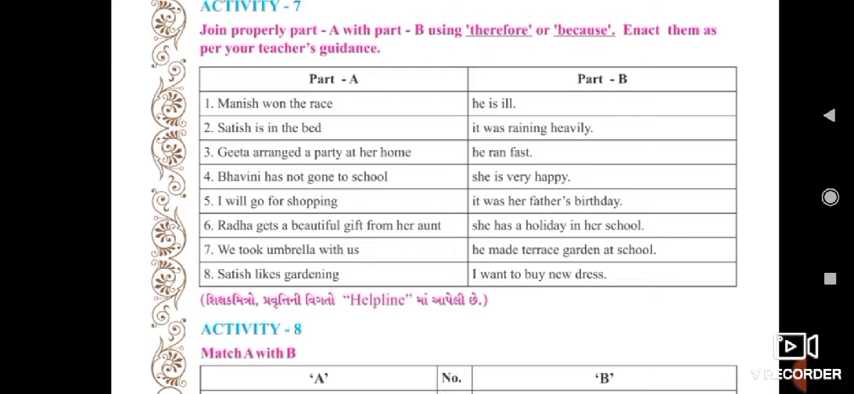 ACTIVITY - 7
Join properly part - A with part - B using 'therefore' or 'because'. Enact them as
per your teacher's guidance.
Part - A Part - B
1. Manish won the race he is ill.
2. Satish is in the bed it was raining heavily.
3. Geeta arranged a party at her home he ran fast.
4. Bhavini has not gone to school she is very happy.
5. I will go for shopping it was her father's birthday.
6. Radha gets a beautiful gift from her aunt she has a holiday in her school.
7. We took umbrella with us he made terrace garden at school.
8. Satish likes gardening I want to buy new dress.
(શિક્ષકમિત્રો, પ્રવૃત્તિની વિગતો "Helpline" માં આપેલી છે.)
ACTIVITY - 8
Match A with B
'A' No. 'B'
V RECORDER